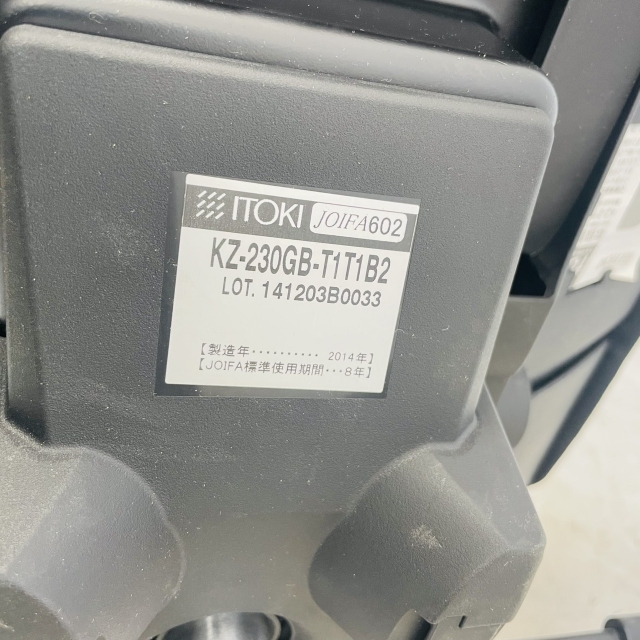 ITOKI JOIFA602
KZ-230GB-T1T1B2
LOT. 141203B0033
【製造年·········· 2014年】
【JOIFA標準使用期間···8年】